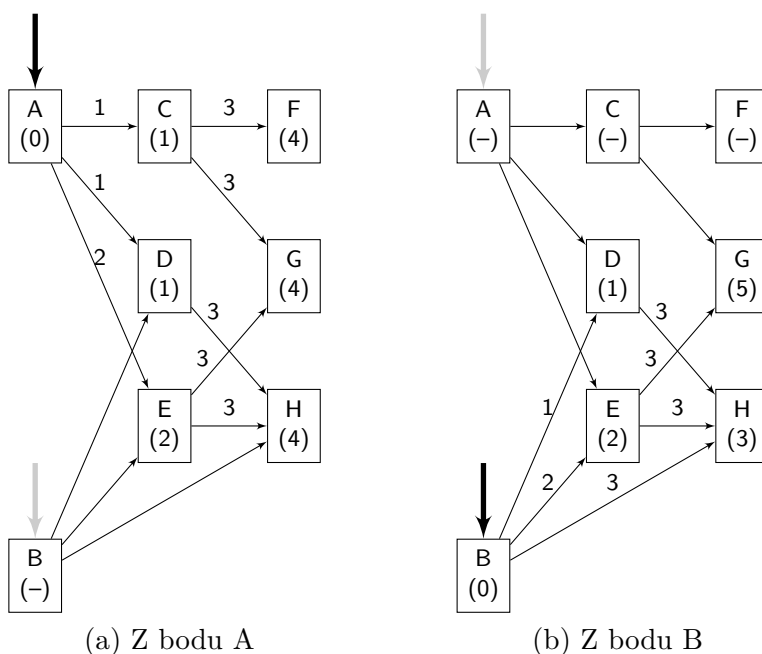 A
(0)
1
C
(1)
3
F
(4)
1
3
2
D
(1)
G
(4)
3
3
E
(2)
3
H
(4)
B
(–)
(a) Z bodu A
A
(–)
C
(–)
F
(–)
D
(1)
G
(5)
3
3
1
E
(2)
3
H
(3)
2
3
B
(0)
(b) Z bodu B